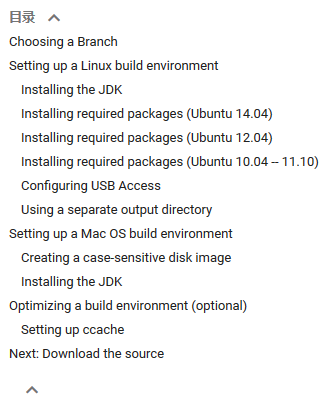 目录
Choosing a Branch
Setting up a Linux build environment
Installing the JDK
Installing required packages (Ubuntu 14.04)
Installing required packages (Ubuntu 12.04)
Installing required packages (Ubuntu 10.04 -- 11.10)
Configuring USB Access
Using a separate output directory
Setting up a Mac OS build environment
Creating a case-sensitive disk image
Installing the JDK
Optimizing a build environment (optional)
Setting up ccache
Next: Download the source